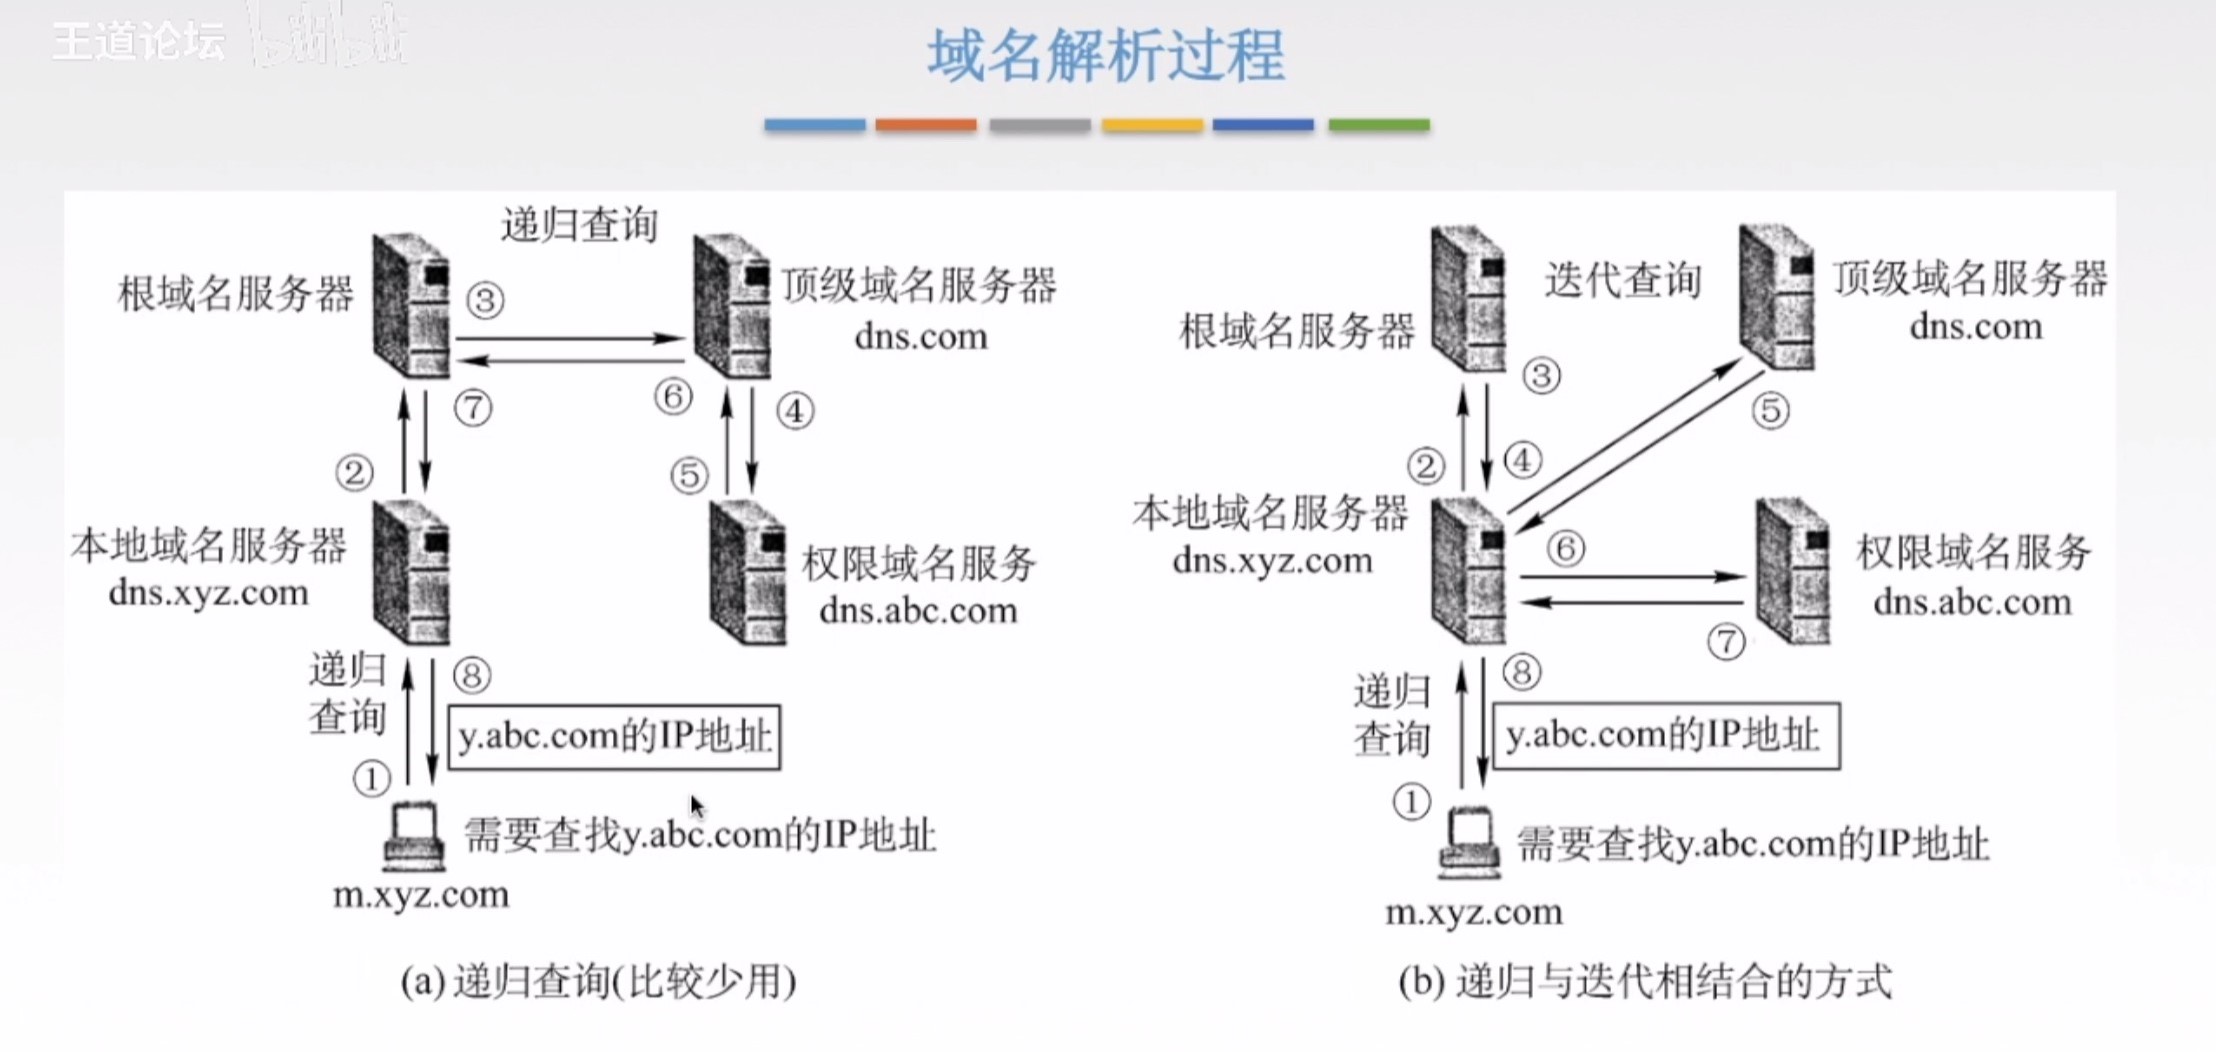 王道论坛 bilibili
域名解析过程
递归查询
根域名服务器
③
顶级域名服务器
dns.com
⑦
⑥
④
②
⑤
本地域名服务器
dns.xyz.com
权限域名服务
dns.abc.com
递归
查询
⑧
y.abc.com的IP地址
①
需要查找y.abc.com的IP地址
m.xyz.com
(a) 递归查询(比较少用)
迭代查询
顶级域名服务器
dns.com
根域名服务器
③
⑤
②
④
本地域名服务器
dns.xyz.com
⑥
权限域名服务
dns.abc.com
⑦
递归
查询
⑧
y.abc.com的IP地址
①
需要查找y.abc.com的IP地址
m.xyz.com
(b) 递归与迭代相结合的方式